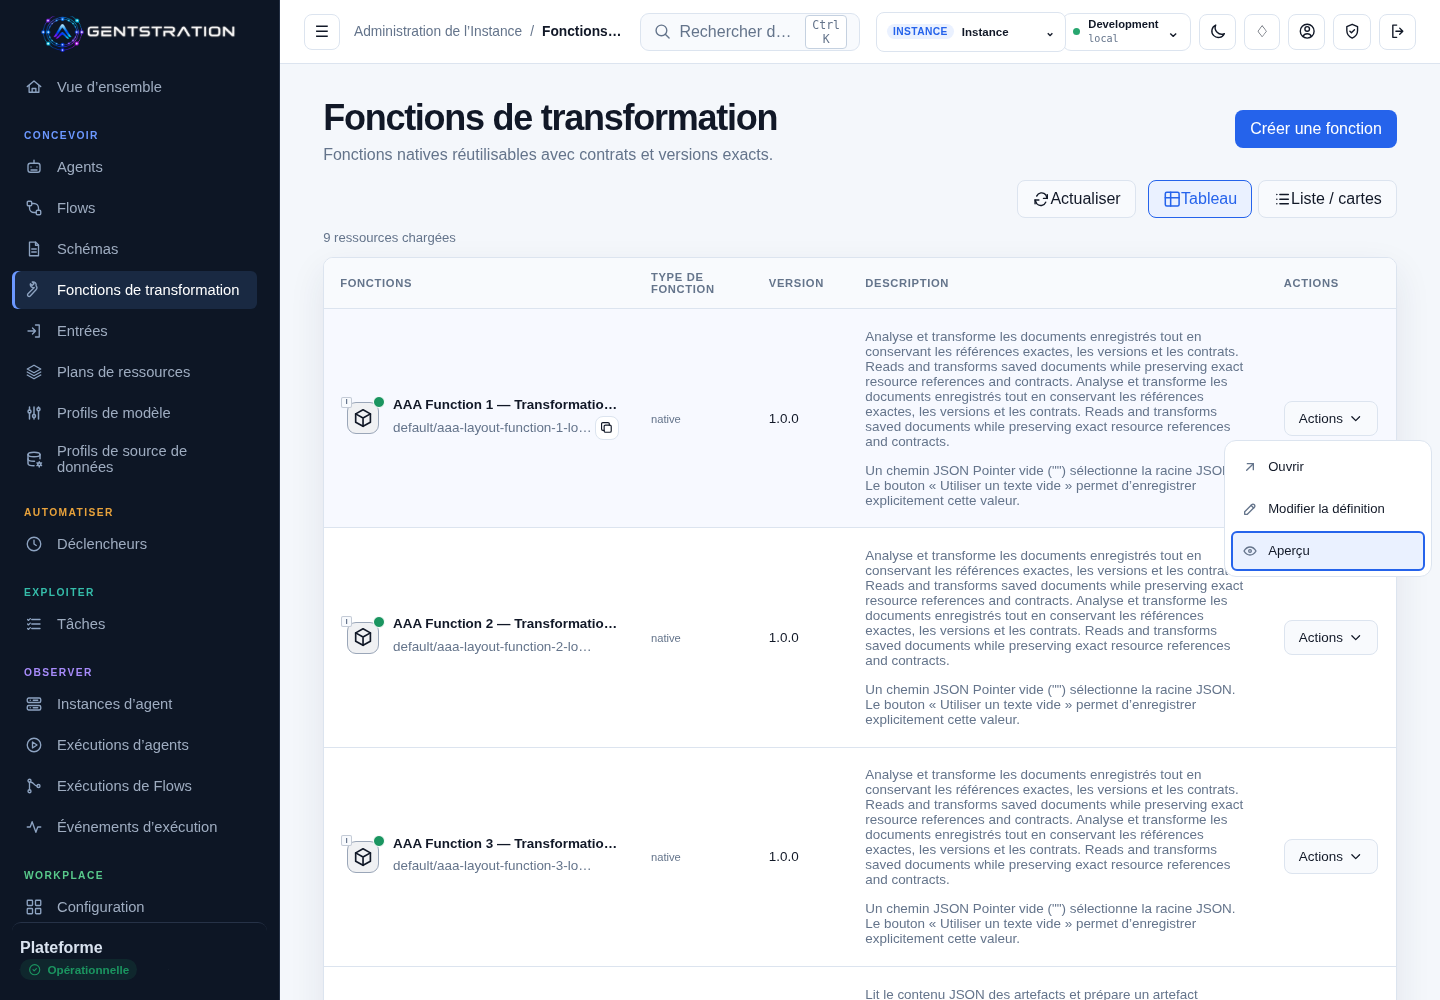 GENTSTRATION
Vue d’ensemble
CONCEVOIR
Agents
Flows
Schémas
Fonctions de transformation
Entrées
Plans de ressources
Profils de modèle
Profils de source de
données
AUTOMATISER
Déclencheurs
EXPLOITER
Tâches
OBSERVER
Instances d’agent
Exécutions d’agents
Exécutions de Flows
Événements d’exécution
WORKPLACE
Configuration
Plateforme
Opérationnelle
Administration de l’Instance / Fonctions…
Rechercher d…
Ctrl
K
INSTANCE Instance
Development
local
Fonctions de transformation
Créer une fonction
Fonctions natives réutilisables avec contrats et versions exacts.
Actualiser
Tableau
Liste / cartes
9 ressources chargées
FONCTIONS
TYPE DE
FONCTION
VERSION
DESCRIPTION
ACTIONS
I
AAA Function 1 — Transformatio…
default/aaa-layout-function-1-lo…
native
1.0.0
Analyse et transforme les documents enregistrés tout en
conservant les références exactes, les versions et les contrats.
Reads and transforms saved documents while preserving exact
resource references and contracts. Analyse et transforme les
documents enregistrés tout en conservant les références
exactes, les versions et les contrats. Reads and transforms
saved documents while preserving exact resource references
and contracts.
Un chemin JSON Pointer vide ("") sélectionne la racine JSON
Le bouton « Utiliser un texte vide » permet d’enregistrer
explicitement cette valeur.
Actions
Ouvrir
Modifier la définition
Aperçu
I
AAA Function 2 — Transformatio…
default/aaa-layout-function-2-lo…
native
1.0.0
Analyse et transforme les documents enregistrés tout en
conservant les références exactes, les versions et les contrats.
Reads and transforms saved documents while preserving exact
resource references and contracts. Analyse et transforme les
documents enregistrés tout en conservant les références
exactes, les versions et les contrats. Reads and transforms
saved documents while preserving exact resource references
and contracts.
Un chemin JSON Pointer vide ("") sélectionne la racine JSON.
Le bouton « Utiliser un texte vide » permet d’enregistrer
explicitement cette valeur.
Actions
I
AAA Function 3 — Transformatio…
default/aaa-layout-function-3-lo…
native
1.0.0
Analyse et transforme les documents enregistrés tout en
conservant les références exactes, les versions et les contrats.
Reads and transforms saved documents while preserving exact
resource references and contracts. Analyse et transforme les
documents enregistrés tout en conservant les références
exactes, les versions et les contrats. Reads and transforms
saved documents while preserving exact resource references
and contracts.
Un chemin JSON Pointer vide ("") sélectionne la racine JSON.
Le bouton « Utiliser un texte vide » permet d’enregistrer
explicitement cette valeur.
Actions
Lit le contenu JSON des artefacts et prépare un artefact